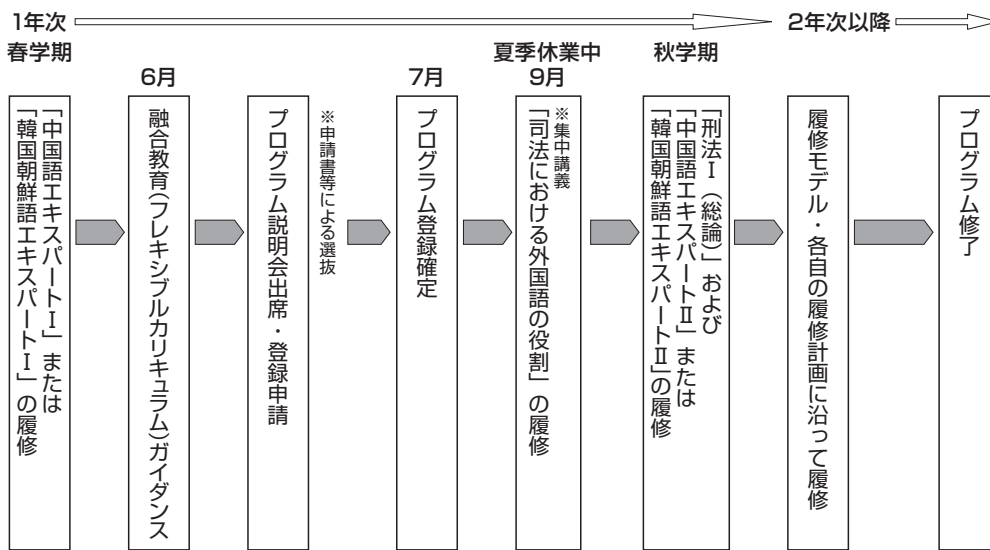 1年次
2年次以降
春学期
「中国語エキスパートⅠ」または
「韓国朝鮮語エキスパートⅠ」の履修
6月
融合教育(フレキシブルカリキュラム)ガイダンス
プログラム説明会出席・登録申請
※申請書等による選抜
7月
プログラム登録確定
夏季休業中
9月
※集中講義
「司法における外国語の役割」の履修
秋学期
「刑法Ⅰ(総論)」および
「中国語エキスパートⅡ」または
「韓国朝鮮語エキスパートⅡ」の履修
履修モデル・各自の履修計画に沿って履修
プログラム修了